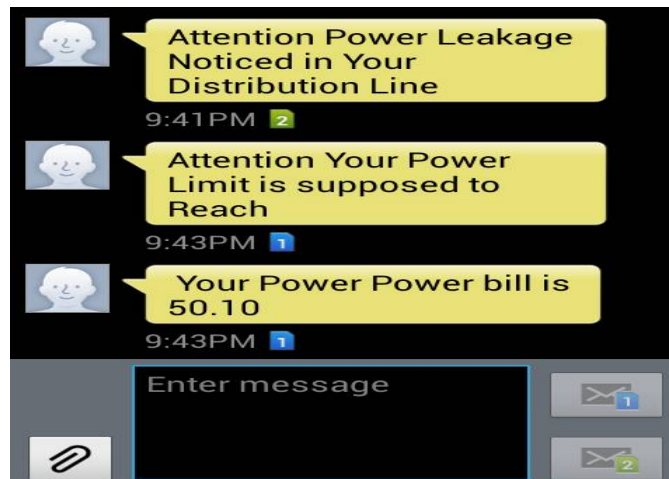 Attention Power Leakage
Noticed in Your
Distribution Line
9:41PM 2
Attention Your Power
Limit is supposed to
Reach
9:43PM 1
Your Power Power bill is
50.10
9:43PM 1
Enter message
1
2